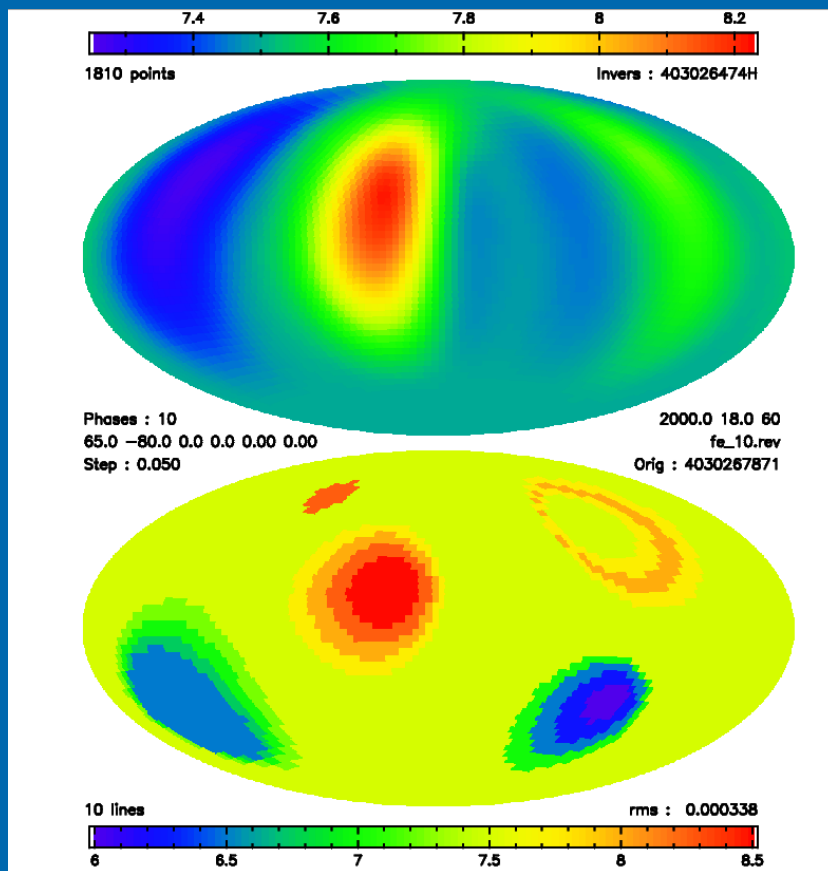 7.4 7.6 7.8 8 8.2
1810 points Invers : 403026474H
Phases : 10 2000.0 18.0 60
65.0 −80.0 0.0 0.0 0.00 0.00 fe_10.rev
Step : 0.050 Orig : 4030267871
10 lines rms : 0.000338
6 6.5 7 7.5 8 8.5